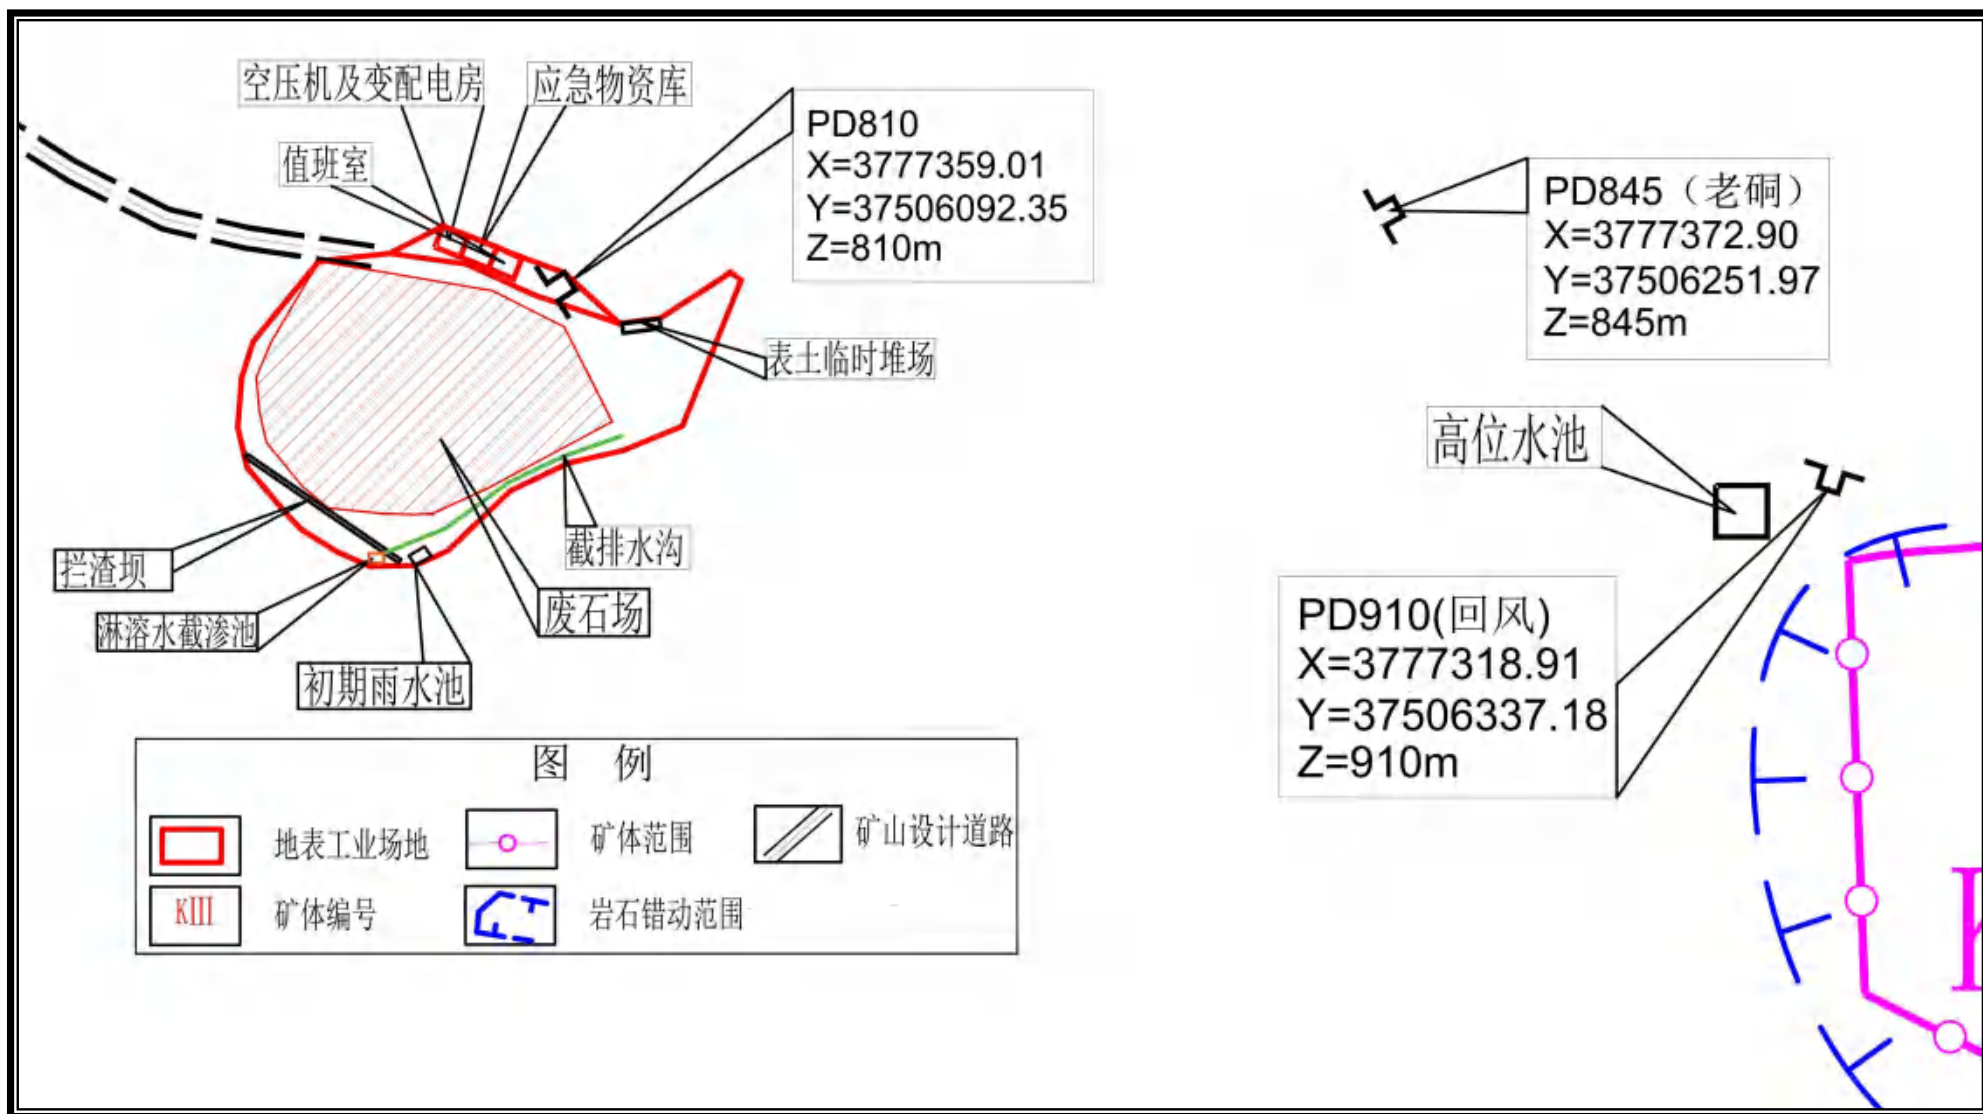 空压机及变配电房
应急物资库
值班室
PD810
X=3777359.01
Y=37506092.35
Z=810m
PD845（老硐）
X=3777372.90
Y=37506251.97
Z=845m
表土临时堆场
高位水池
截排水沟
拦渣坝
废石场
淋溶水截渗池
初期雨水池
PD910(回风)
X=3777318.91
Y=37506337.18
Z=910m
图 例
地表工业场地
矿体范围
矿山设计道路
KIII
矿体编号
岩石错动范围